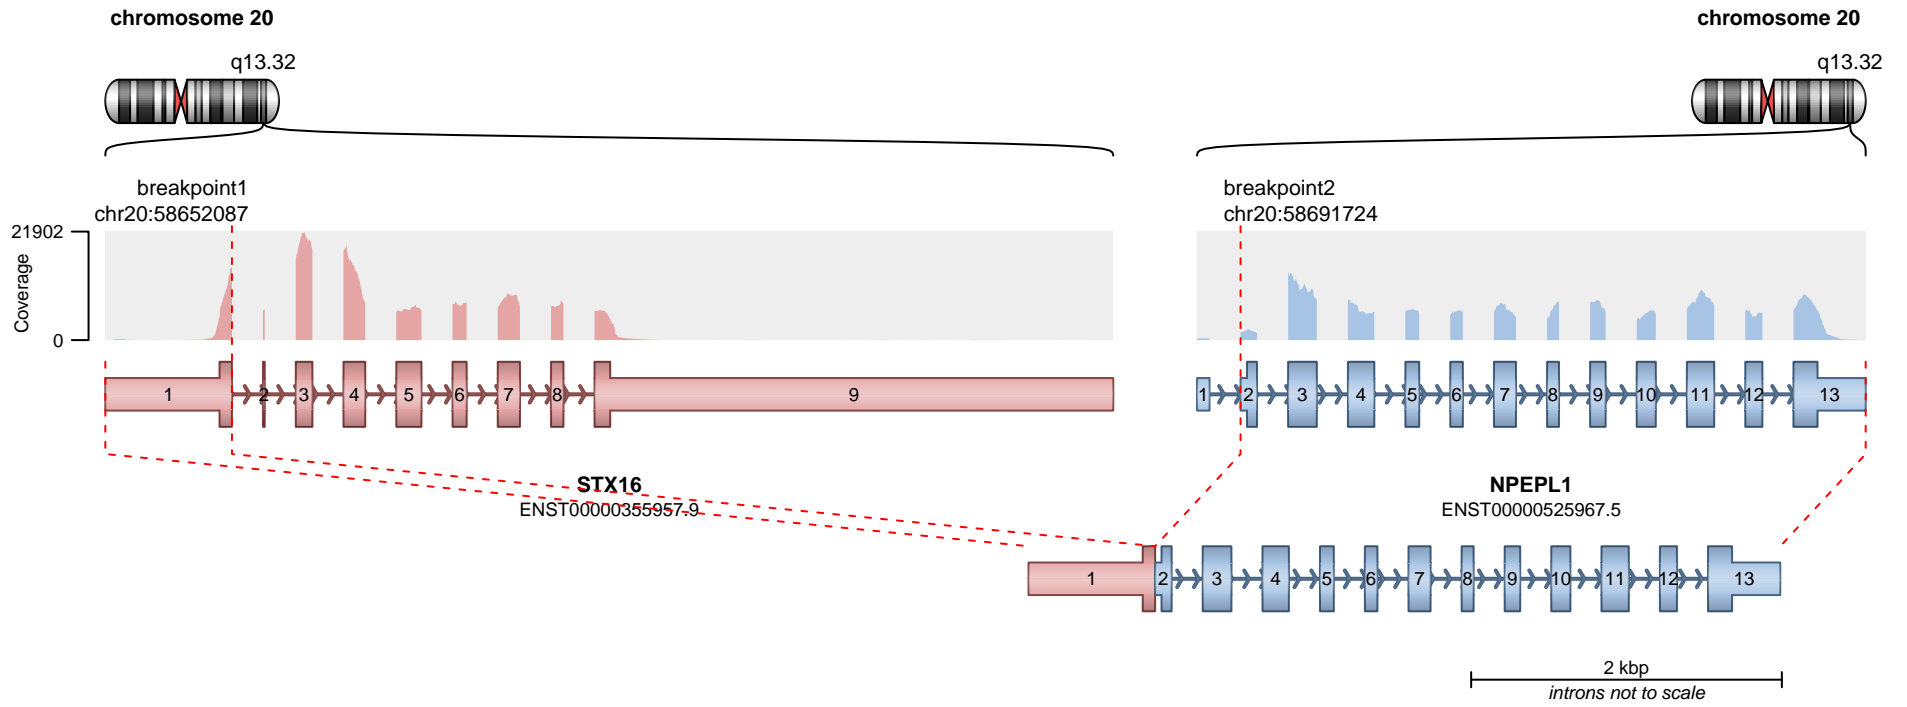 chromosome 20
chromosome 20
q13.32
q13.32
breakpoint1
chr20:58652087
breakpoint2
chr20:58691724
21902
Coverage
0
1 2 3 4 5 6 7 8 9
1 2 3 4 5 6 7 8 9 10 11 12 13
STX16
ENST00000355957.9
NPEPL1
ENST00000525967.5
1 2 3 4 5 6 7 8 9 10 11 12 13
2 kbp
introns not to scale